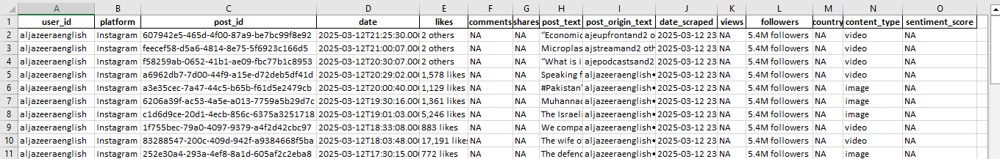 A B C D E F G H I J K L M N O
1 user_id platform post_id date likes comments shares post_text post_origin_text date_scraped views followers country content_type sentiment_score
2 aljazeeraenglish Instagram 607942e5-465d-4f00-87a9-be7bc99f8e92 2025-03-12T21:25:30.000 2 others NA NA “Economic ajeupfrontand2 o 2025-03-12 23 NA 5.4M followers NA video NA
3 aljazeeraenglish Instagram feecef58-d5a6-4814-8e75-5f6923c166d5 2025-03-12T21:00:07.000 2 others NA NA Microplas ajstreamand2 oth 2025-03-12 23 NA 5.4M followers NA video NA
4 aljazeeraenglish Instagram f58259ab-0652-41b1-ae09-fbc77b1c8953 2025-03-12T20:30:07.000 2 others NA NA “What is i ajepodcastsand2 2025-03-12 23 NA 5.4M followers NA video NA
5 aljazeeraenglish Instagram a6962db7-7d00-44f9-a15e-d72deb5df41d 2025-03-12T20:29:02.000 1,578 likes NA NA Speaking f aljazeeraenglish• 2025-03-12 23 NA 5.4M followers NA video NA
6 aljazeeraenglish Instagram a3e35cec-7a47-44c5-b65b-f61d5e2479cb 2025-03-12T20:00:40.000 1,129 likes NA NA #Pakistan’ aljazeeraenglish• 2025-03-12 23 NA 5.4M followers NA image NA
7 aljazeeraenglish Instagram 6206a39f-ac53-4a5e-a013-7759a5b29d7c 2025-03-12T19:30:16.000 1,361 likes NA NA Muhannad aljazeeraenglish• 2025-03-12 23 NA 5.4M followers NA image NA
8 aljazeeraenglish Instagram c1d6d9ce-20d1-4ecb-856c-6375a3251718 2025-03-12T19:01:03.000 5,246 likes NA NA The Israeli aljazeeraenglish• 2025-03-12 23 NA 5.4M followers NA image NA
9 aljazeeraenglish Instagram 1f755bec-79a0-4097-9379-a4f2d42cbc97 2025-03-12T18:33:08.000 883 likes NA NA We compa aljazeeraenglish• 2025-03-12 23 NA 5.4M followers NA video NA
10 aljazeeraenglish Instagram 83288547-200c-409d-942f-a9384668f5ba 2025-03-12T18:03:48.000 17,191 likes NA NA The wife o aljazeeraenglish• 2025-03-12 23 NA 5.4M followers NA video NA
11 aljazeeraenglish Instagram 252e30a4-293a-4ef8-8a1d-605af2c2eba8 2025-03-12T17:30:15.000 772 likes NA NA The defenc aljazeeraenglish• 2025-03-12 23 NA 5.4M followers NA image NA